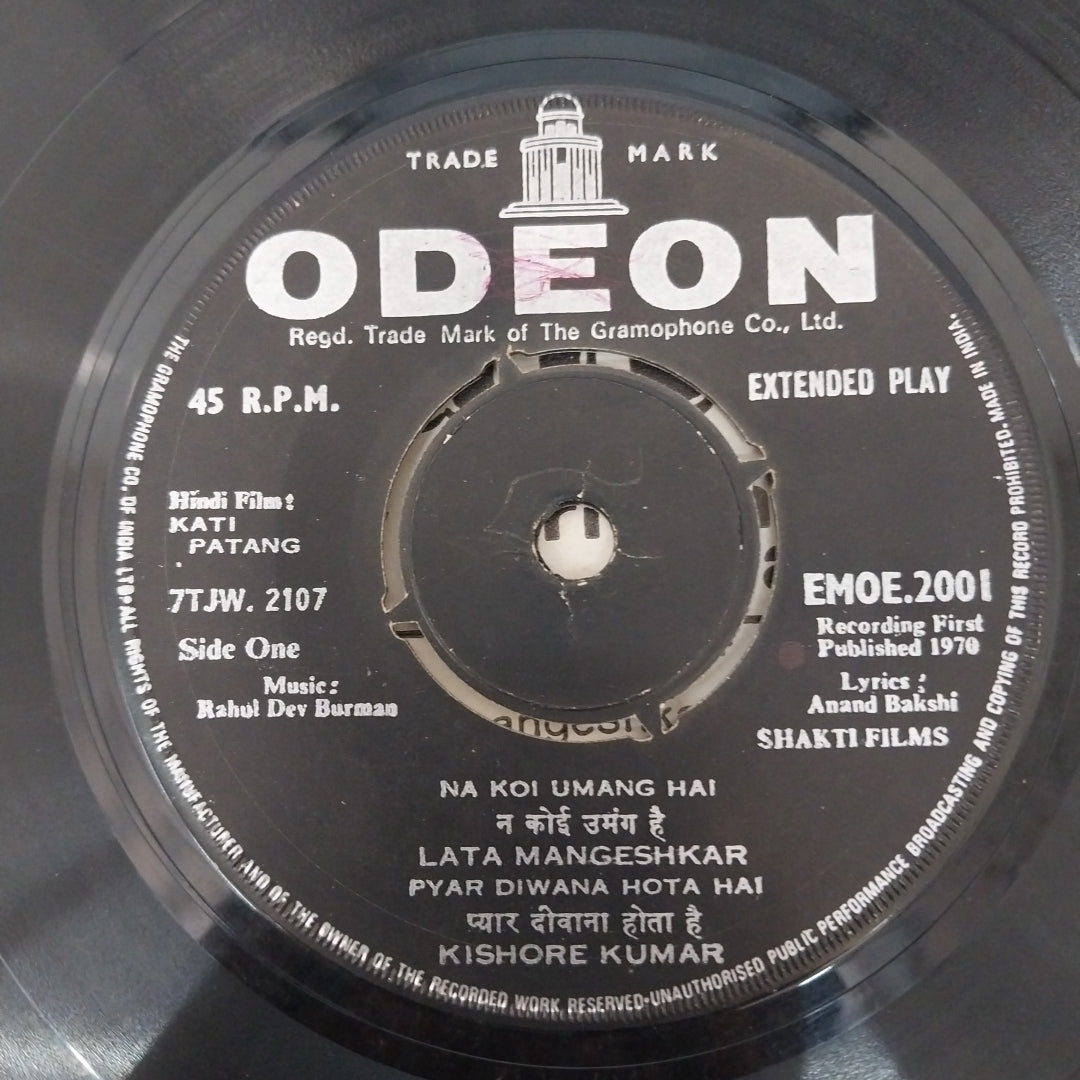 TRADE MARK
ODEON
Regd. Trade Mark of The Gramophone Co., Ltd.
45 R.P.M.
EXTENDED PLAY
Hindi Film:
KATI
PATANG
7TJW. 2107
Side One
Music:
Rahul Dev Burman
EMOE.2001
Recording First
Published 1970
Lyrics :
Anand Bakshi
SHAKTI FILMS
NA KOI UMANG HAI
न कोई उमंग है
LATA MANGESHKAR
PYAR DIWANA HOTA HAI
प्यार दीवाना होता है
KISHORE KUMAR
THE GRAMOPHONE CO. OF INDIA LTD·ALL RIGHTS OF THE MANUFACTURER AND OF THE OWNER OF THE RECORDED WORK RESERVED-UNAUTHORISED PUBLIC PERFORMANCE BROADCASTING AND COPYING OF THIS RECORD PROHIBITED. MADE IN INDIA.